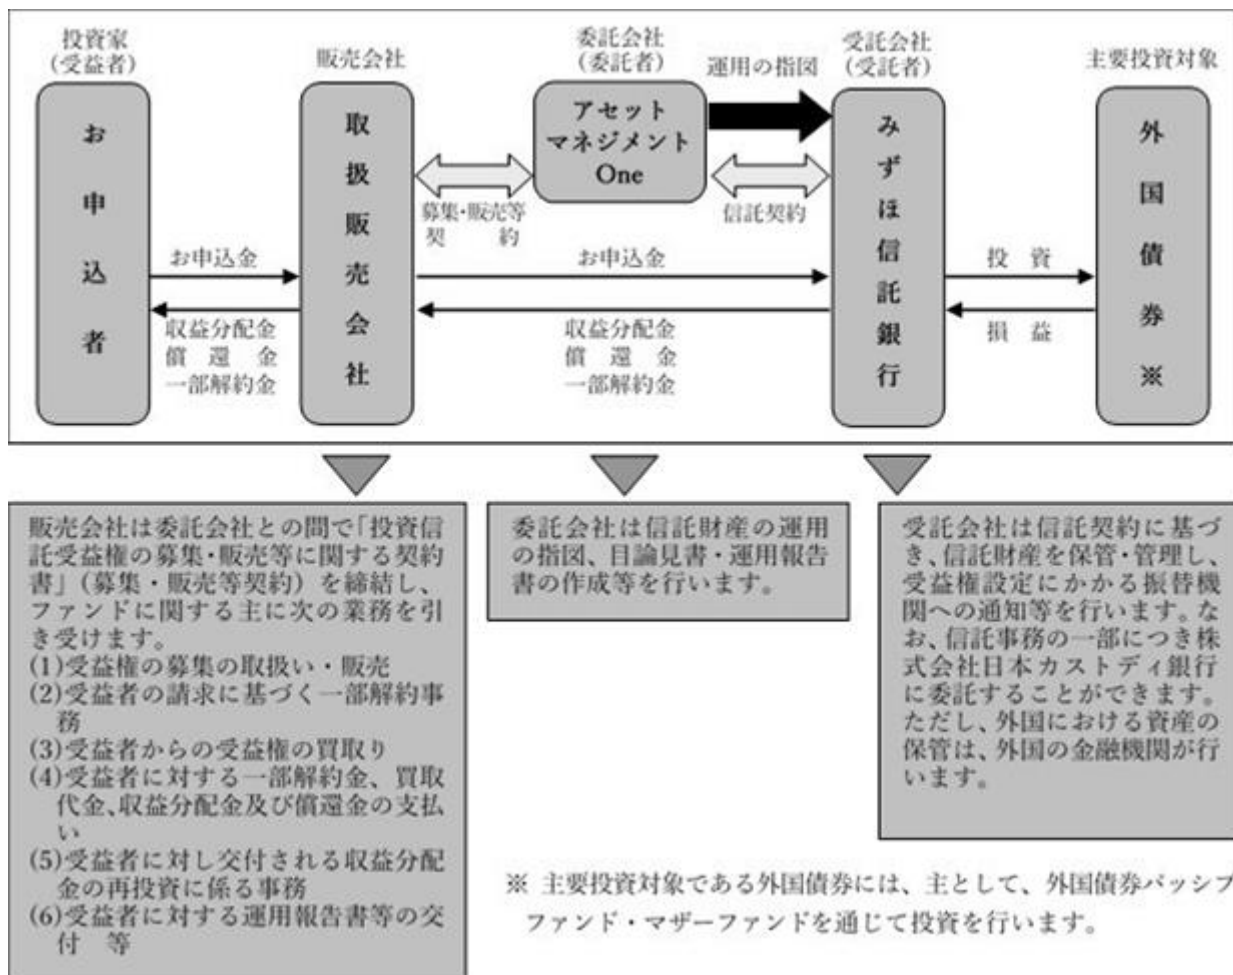 投資家
(受益者)
販売会社
委託会社
(委託者)
運用の指図
受託会社
(受託者)
主要投資対象
お申込者
取扱販売会社
アセット
マネジメント
One
みずほ信託銀行
外国債券※
募集・販売等
契約
信託契約
お申込金
お申込金
投資
収益分配金
償還金
一部解約金
収益分配金
償還金
一部解約金
損益
販売会社は委託会社との間で「投資信
託受益権の募集・販売等に関する契約
書」(募集・販売等契約)を締結し、
ファンドに関する主に次の業務を引
き受けます。
(1)受益権の募集の取扱い・販売
(2)受益者の請求に基づく一部解約事
務
(3)受益者からの受益権の買取り
(4)受益者に対する一部解約金、買取
代金、収益分配金及び償還金の支払
い
(5)受益者に対し交付される収益分配
金の再投資に係る事務
(6)受益者に対する運用報告書等の交
付 等
委託会社は信託財産の運用
の指図、目論見書・運用報告
書の作成等を行います。
受託会社は信託契約に基づ
き、信託財産を保管・管理し、
受益権設定にかかる振替機
関への通知等を行います。な
お、信託事務の一部につき株
式会社日本カストディ銀行
に委託することができます。
ただし、外国における資産の
保管は、外国の金融機関が行
います。
※ 主要投資対象である外国債券には、主として、外国債券パッシブ
ファンド・マザーファンドを通じて投資を行います。